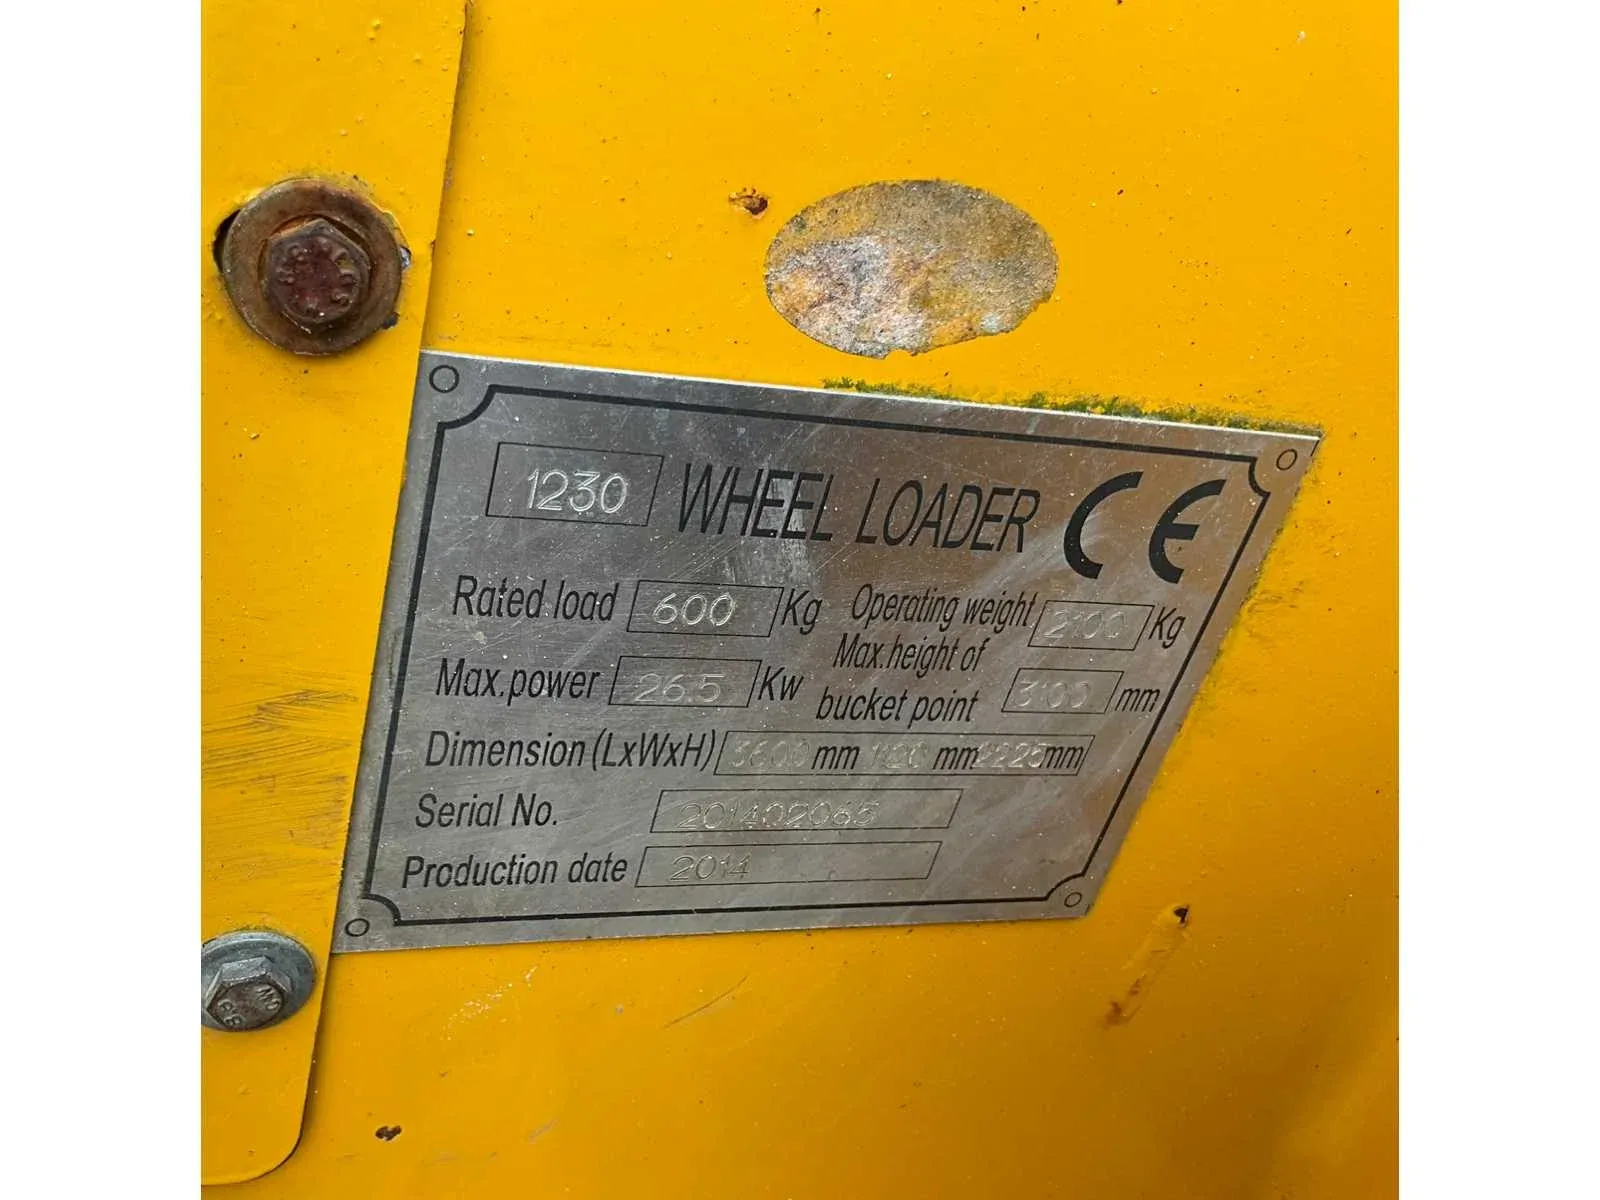 1230 WHEEL LOADER CE
Rated load 600 Kg Operating weight 2100 Kg
Max.power 26.5 Kw Max.height of bucket point 3100 mm
Dimension (LxWxH) 3600 mm 1120 mm 2225 mm
Serial No. 201402065
Production date 2014
8.8